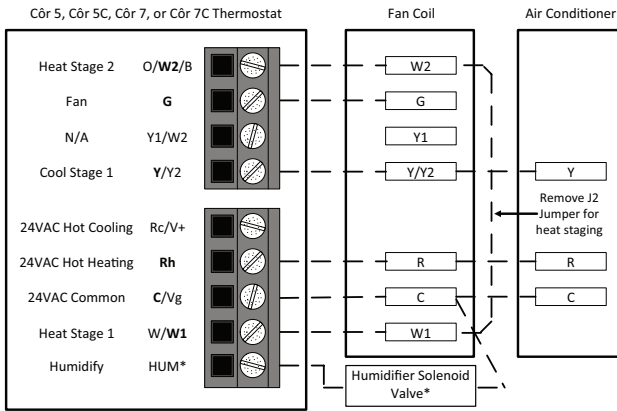 Côr 5, Côr 5C, Côr 7, or Côr 7C Thermostat
Fan Coil
Air Conditioner
Heat Stage 2 O/W2/B
W2
Fan G
G
N/A Y1/W2
Y1
Cool Stage 1 Y/Y2
Y/Y2
Y
Remove J2
Jumper for
heat staging
24VAC Hot Cooling Rc/V+
24VAC Hot Heating Rh
R
R
24VAC Common C/Vg
C
C
Heat Stage 1 W/W1
W1
Humidify HUM*
Humidifier Solenoid
Valve*